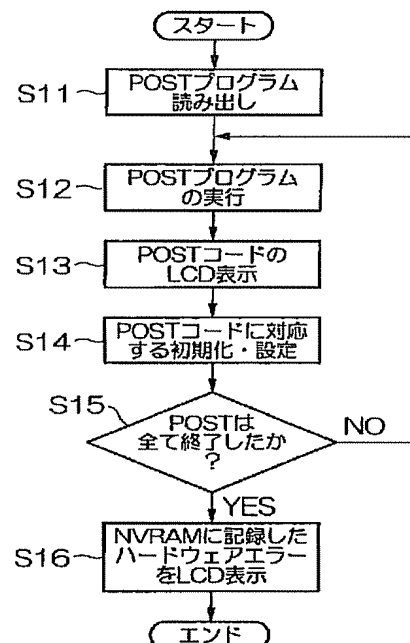 スタート
S11
POSTプログラム
読み出し
S12
POSTプログラム
の実行
S13
POSTコードの
LCD表示
S14
POSTコードに対応
する初期化・設定
S15
POSTは
全て終了したか
?
NO
YES
S16
NVRAMに記録した
ハードウェアエラー
をLCD表示
エンド